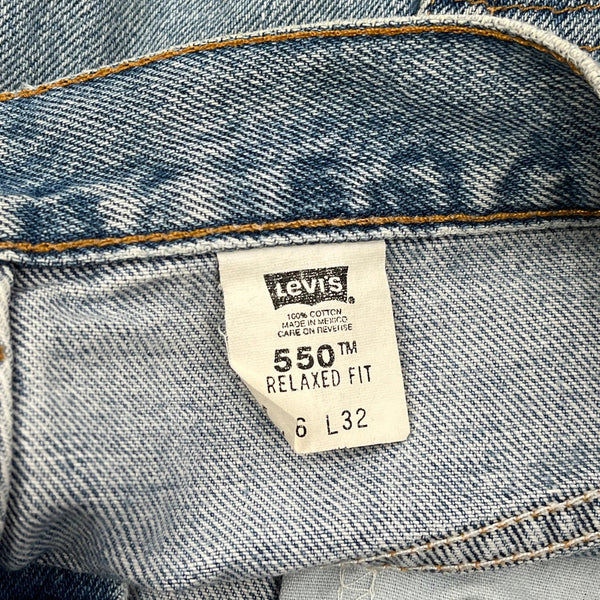 Levi's
100% COTTON
MADE IN MEXICO
CARE ON REVERSE
550™
RELAXED FIT
6 L32